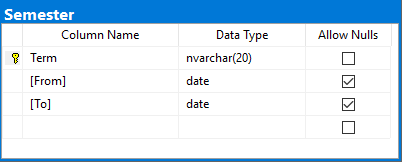 Semester
Column Name Data Type Allow Nulls
Term nvarchar(20)
[From] date
[To] date